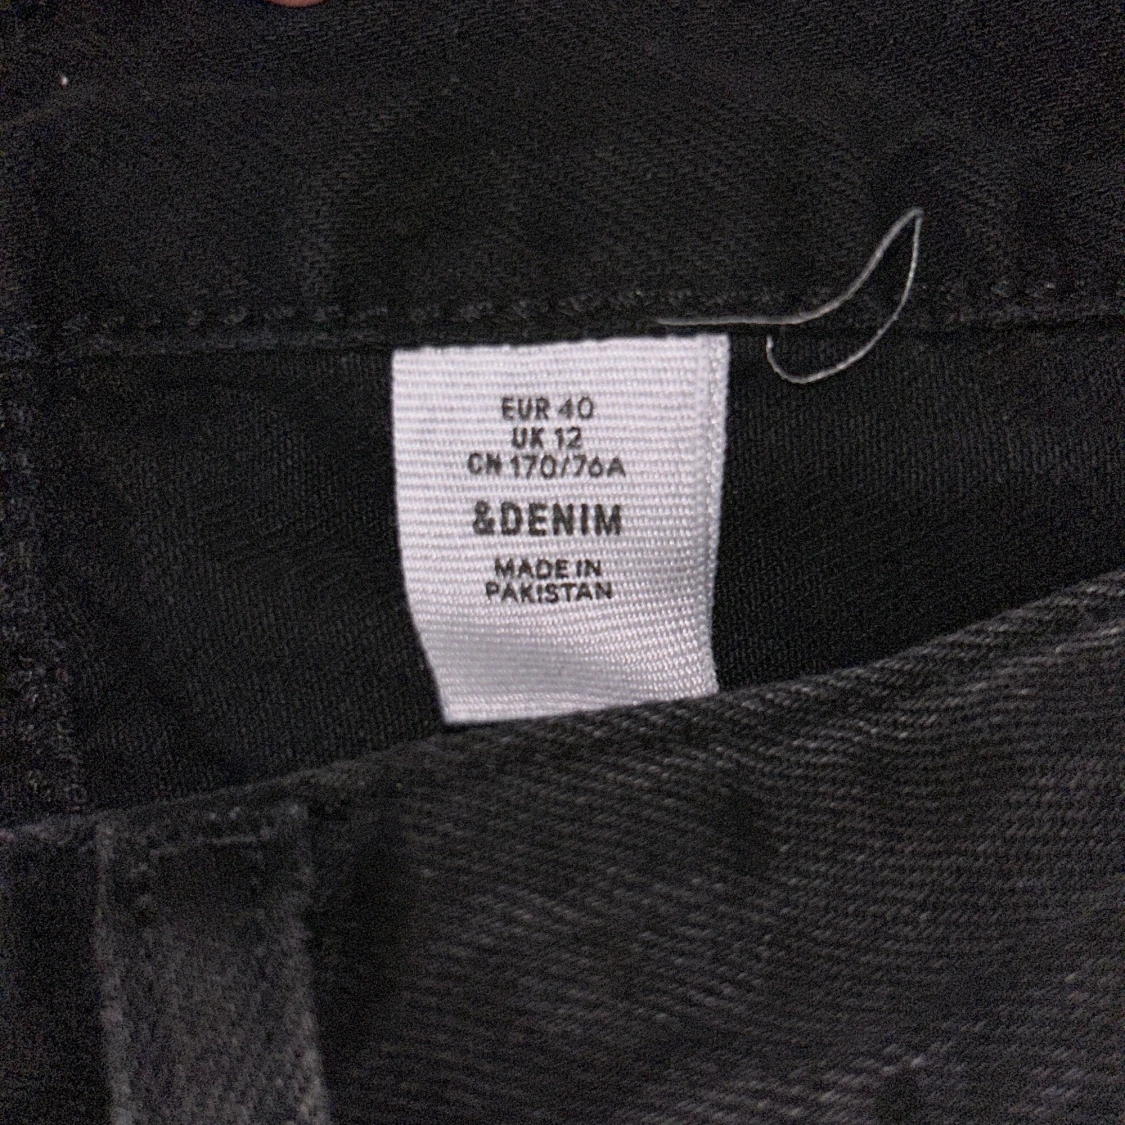 EUR 40
UK 12
CN 170/76A
&DENIM
MADE IN
PAKISTAN